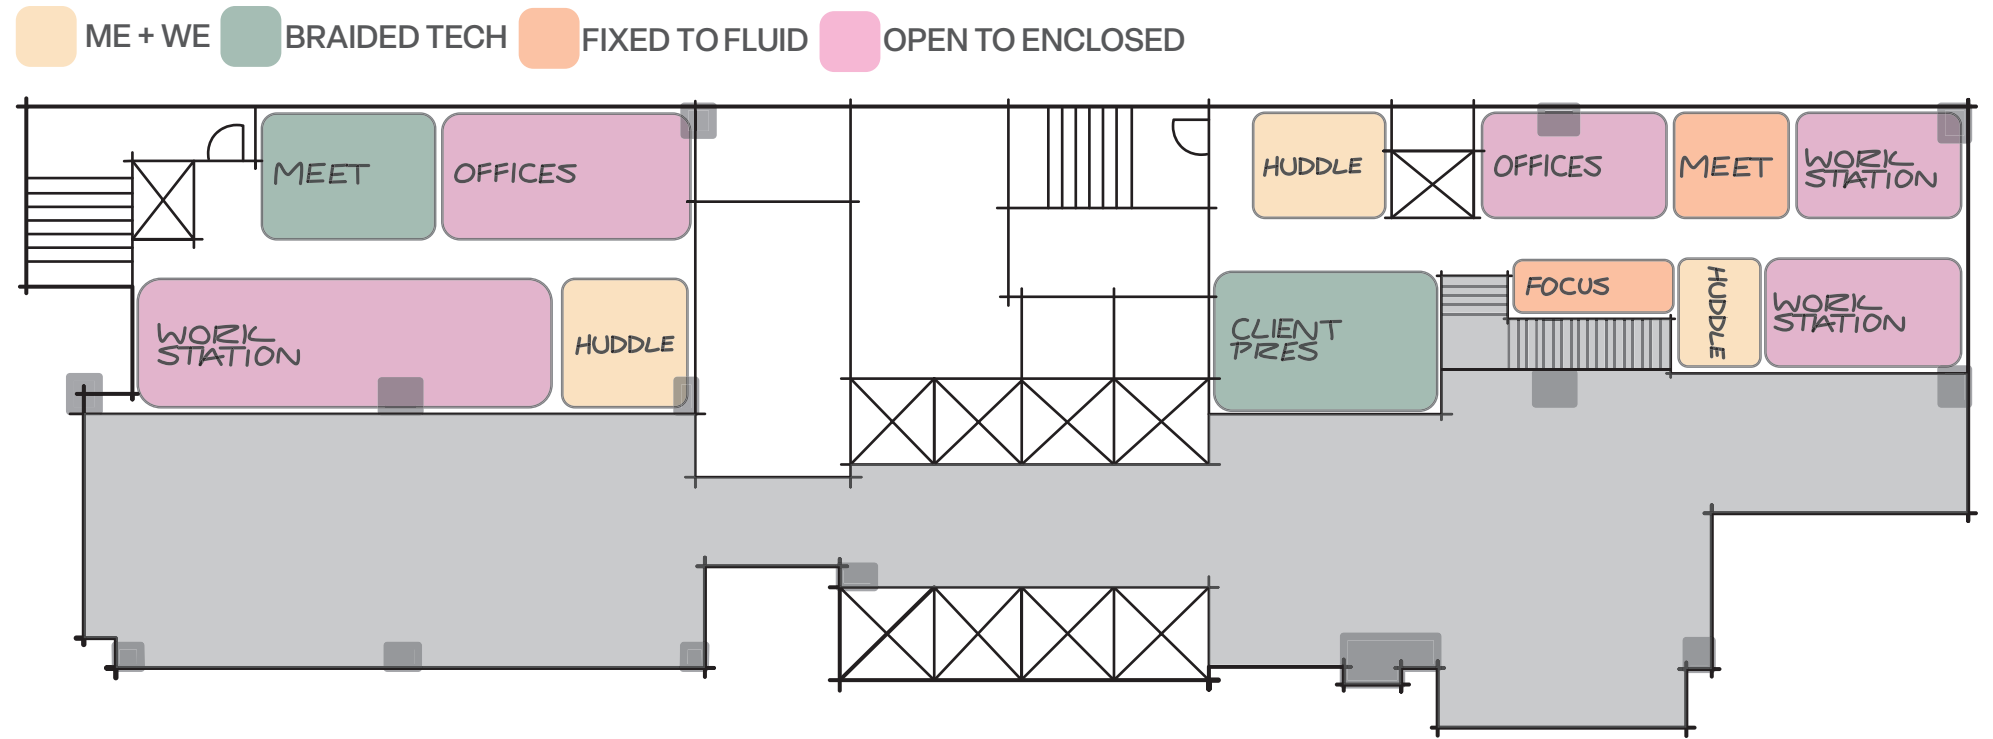 ME + WE
BRAIDED TECH
FIXED TO FLUID
OPEN TO ENCLOSED
MEET
OFFICES
HUDDLE
OFFICES
MEET
WORK
STATION
WORK
STATION
HUDDLE
CLIENT
PRES
FOCUS
HUDDLE
WORK
STATION